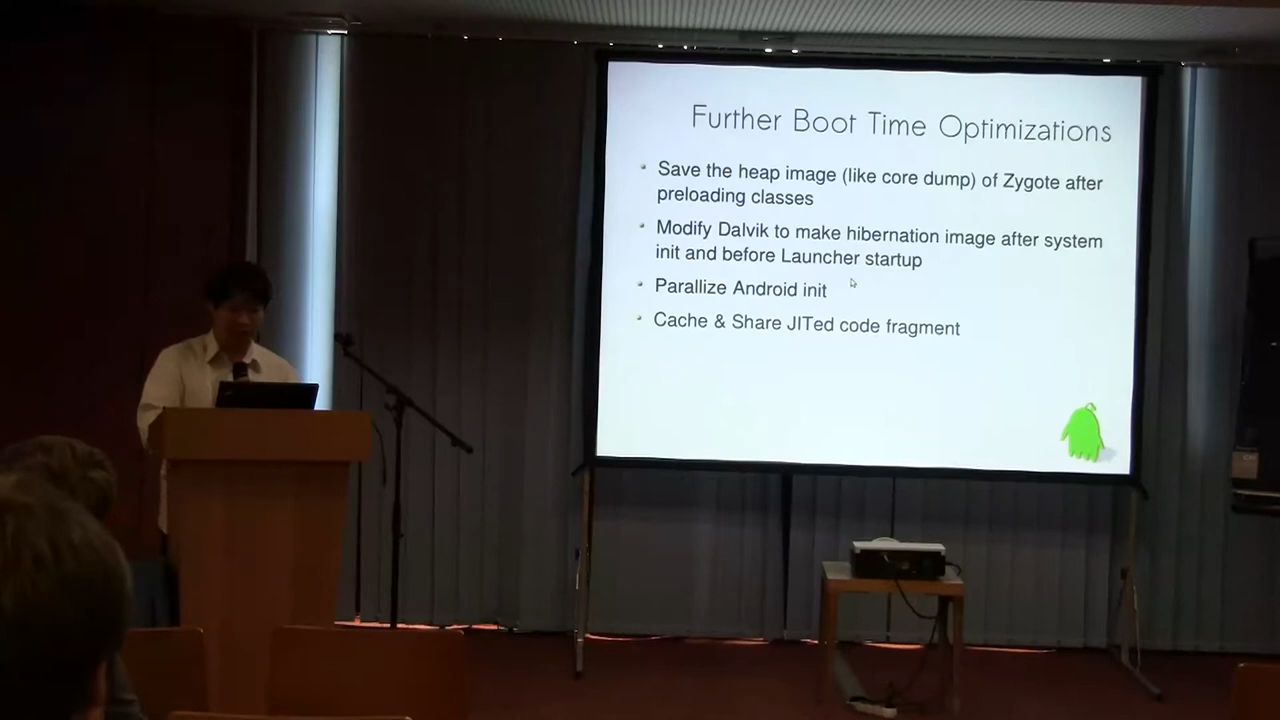 Further Boot Time Optimizations
Save the heap image (like core dump) of Zygote after
preloading classes
Modify Dalvik to make hibernation image after system
init and before Launcher startup
Parallize Android init
Cache & Share JITed code fragment